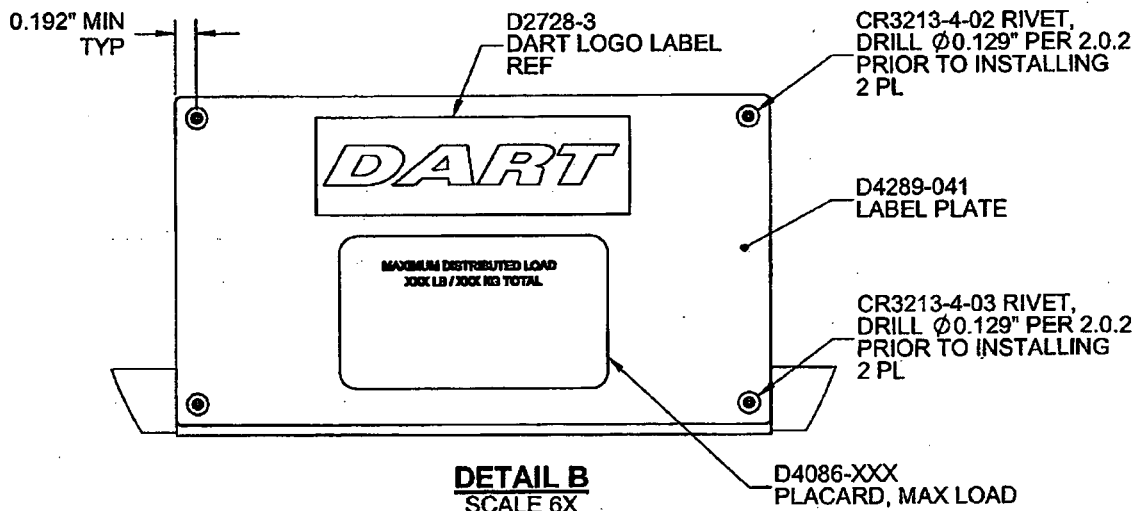 0.192" MIN
TYP
D2728-3
DART LOGO LABEL
REF
CR3213-4-02 RIVET,
DRILL Ø0.129" PER 2.0.2
PRIOR TO INSTALLING
2 PL
DART
D4289-041
LABEL PLATE
MAXIMUM DISTRIBUTED LOAD
XXX LB / XXX KG TOTAL
CR3213-4-03 RIVET,
DRILL Ø0.129" PER 2.0.2
PRIOR TO INSTALLING
2 PL
D4086-XXX
PLACARD, MAX LOAD
DETAIL B
SCALE 6X